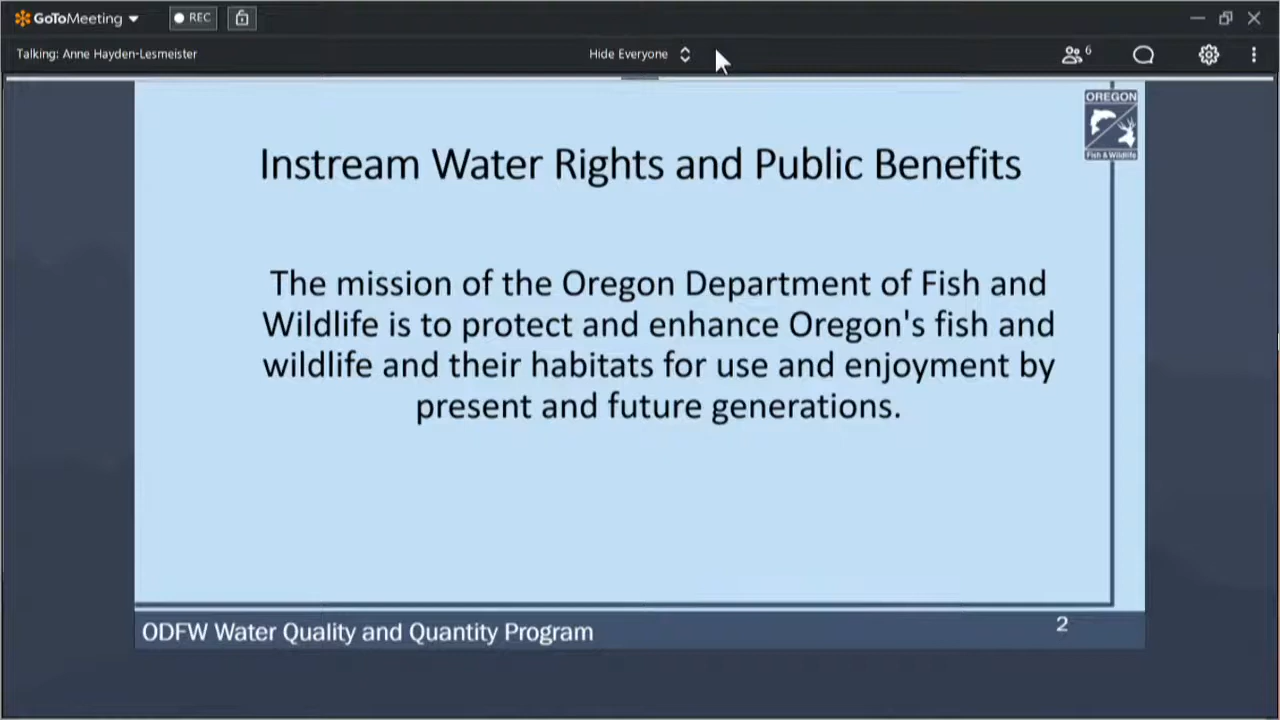 GoToMeeting
REC
Talking: Anne Hayden-Lesmeister
Hide Everyone
6
OREGON
Fish & Wildlife
Instream Water Rights and Public Benefits
The mission of the Oregon Department of Fish and
Wildlife is to protect and enhance Oregon's fish and
wildlife and their habitats for use and enjoyment by
present and future generations.
ODFW Water Quality and Quantity Program
2